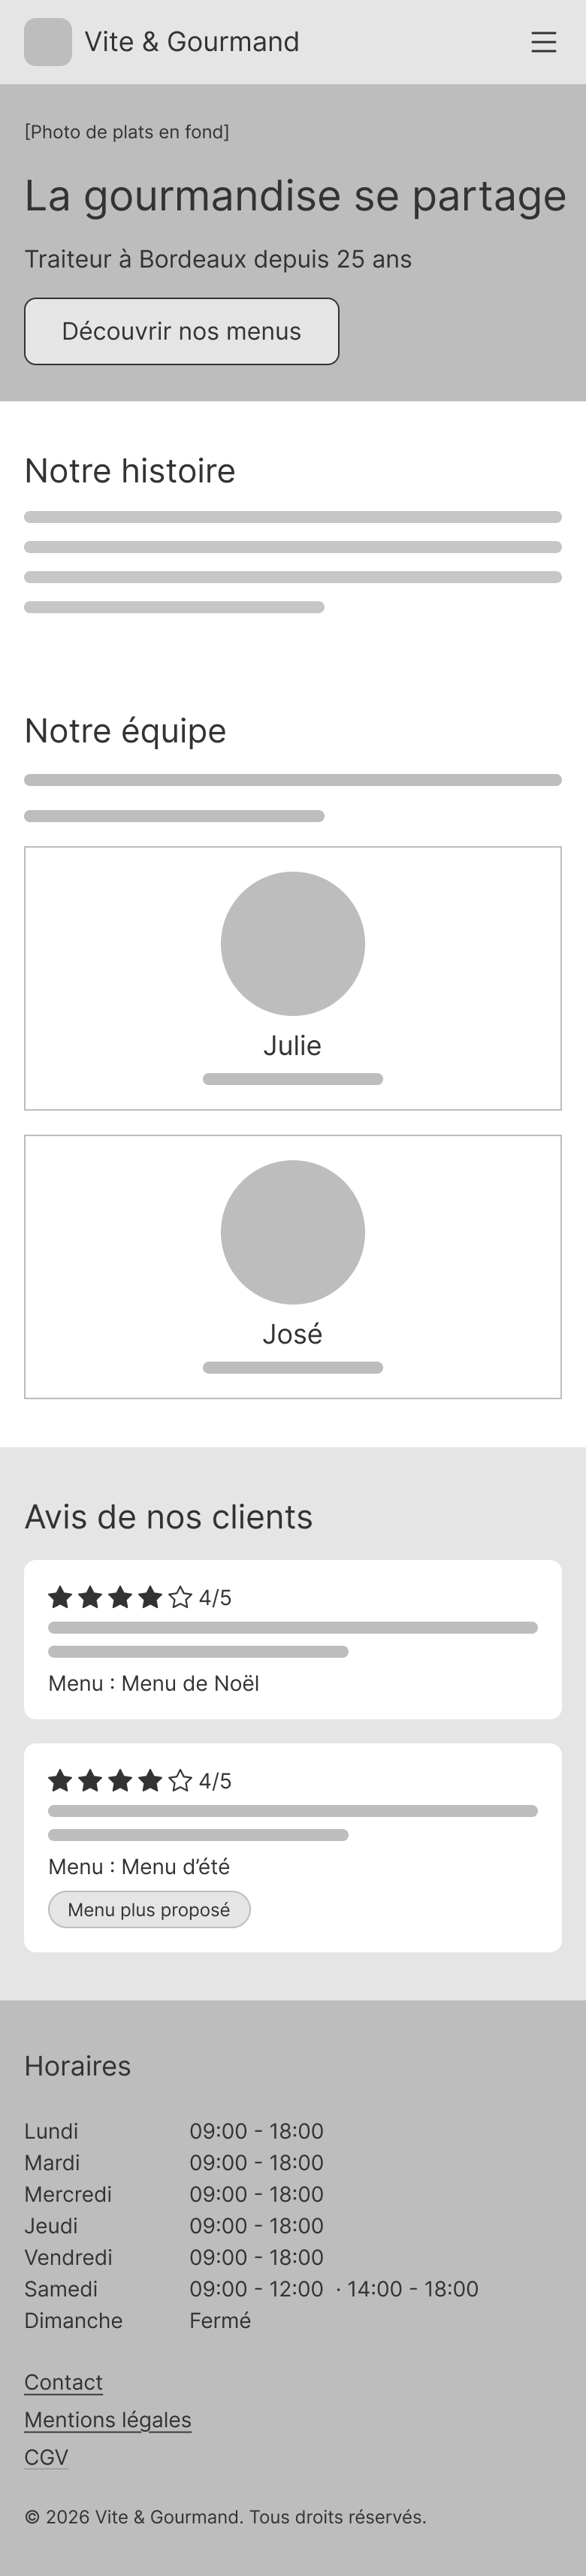 Vite & Gourmand
[Photo de plats en fond]
La gourmandise se partage
Traiteur à Bordeaux depuis 25 ans
Découvrir nos menus
Notre histoire
Notre équipe
Julie
José
Avis de nos clients
4/5
Menu : Menu de Noël
4/5
Menu : Menu d’été
Menu plus proposé
Horaires
Lundi 09:00 - 18:00
Mardi 09:00 - 18:00
Mercredi 09:00 - 18:00
Jeudi 09:00 - 18:00
Vendredi 09:00 - 18:00
Samedi 09:00 - 12:00 · 14:00 - 18:00
Dimanche Fermé
Contact
Mentions légales
CGV
© 2026 Vite & Gourmand. Tous droits réservés.